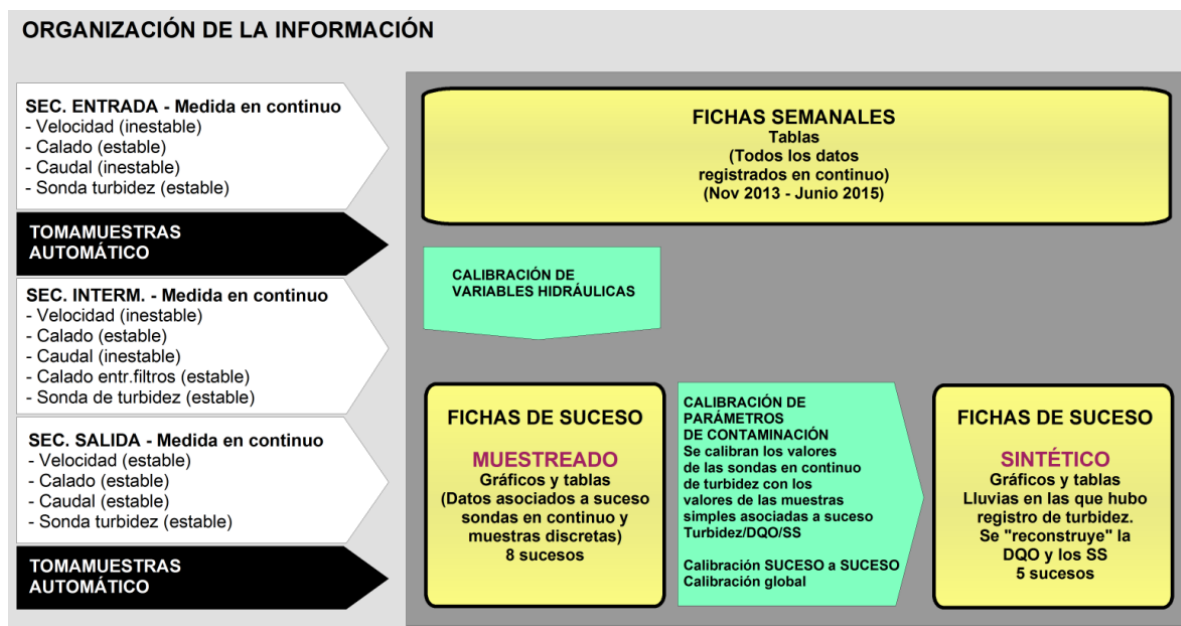 ORGANIZACIÓN DE LA INFORMACIÓN
SEC. ENTRADA - Medida en continuo
- Velocidad (inestable)
- Calado (estable)
- Caudal (inestable)
- Sonda turbidez (estable)
TOMAMUESTRAS
AUTOMÁTICO
SEC. INTERM. - Medida en continuo
- Velocidad (inestable)
- Calado (estable)
- Caudal (inestable)
- Calado entr.filtros (estable)
- Sonda de turbidez (estable)
SEC. SALIDA - Medida en continuo
- Velocidad (estable)
- Calado (estable)
- Caudal (estable)
- Sonda turbidez (estable)
TOMAMUESTRAS
AUTOMÁTICO
FICHAS SEMANALES
Tablas
(Todos los datos
registrados en continuo)
(Nov 2013 - Junio 2015)
CALIBRACIÓN DE
VARIABLES HIDRÁULICAS
FICHAS DE SUCESO
MUESTREADO
Gráficos y tablas
(Datos asociados a suceso
sondas en continuo y
muestras discretas)
8 sucesos
CALIBRACIÓN DE
PARÁMETROS
DE CONTAMINACIÓN
Se calibran los valores
de las sondas en continuo
de turbidez con los
valores de las muestras
simples asociadas a suceso
Turbidez/DQO/SS
Calibración SUCESO a SUCESO
Calibración global
FICHAS DE SUCESO
SINTÉTICO
Gráficos y tablas
Lluvias en las que hubo
registro de turbidez.
Se "reconstruye" la
DQO y los SS
5 sucesos